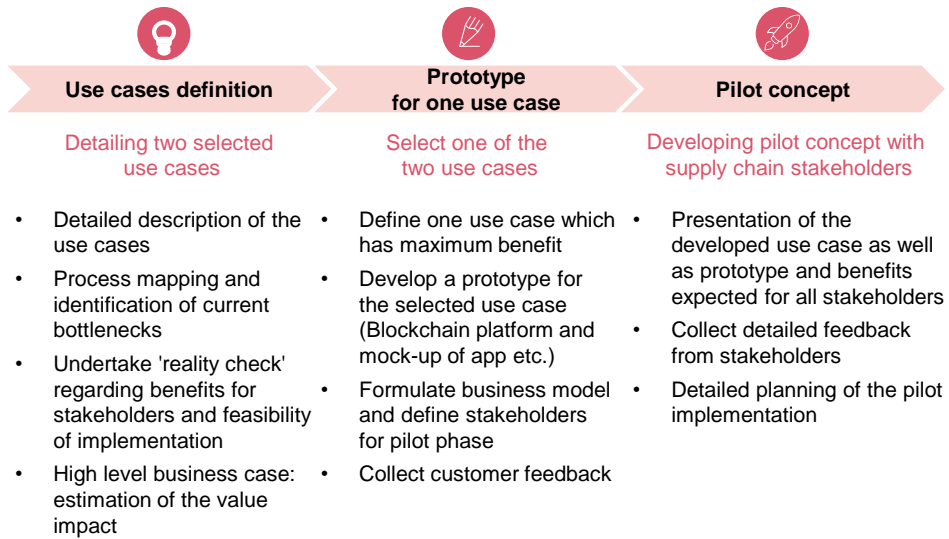 Use cases definition
Detailing two selected
use cases
• Detailed description of the
use cases
• Process mapping and
identification of current
bottlenecks
• Undertake 'reality check'
regarding benefits for
stakeholders and feasibility
of implementation
• High level business case:
estimation of the value
impact
Prototype
for one use case
Select one of the
two use cases
• Define one use case which
has maximum benefit
• Develop a prototype for
the selected use case
(Blockchain platform and
mock-up of app etc.)
• Formulate business model
and define stakeholders
for pilot phase
• Collect customer feedback
Pilot concept
Developing pilot concept with
supply chain stakeholders
• Presentation of the
developed use case as well
as prototype and benefits
expected for all stakeholders
• Collect detailed feedback
from stakeholders
• Detailed planning of the pilot
implementation